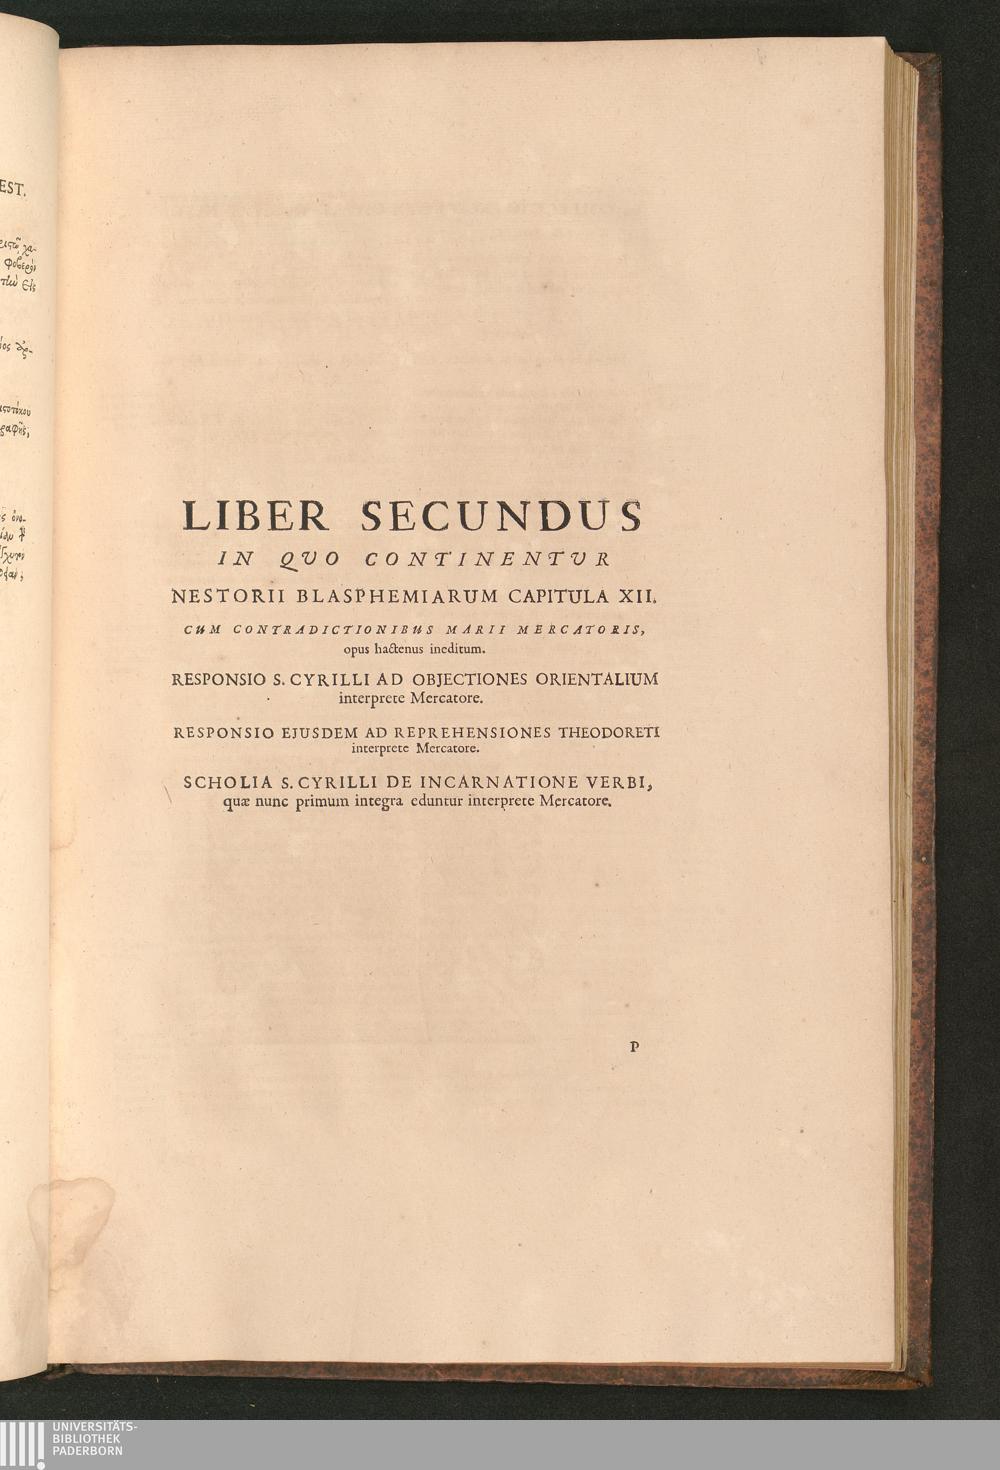 EST.
LIBER SECUNDUS
IN QVO CONTINENTVR
NESTORII BLASPHEMIARUM CAPITULA XII.
CUM CONTRADICTIONIBUS MARII MERCATORIS,
opus hactenus ineditum.
RESPONSIO S. CYRILLI AD OBJECTIONES ORIENTALIUM
interprete Mercatore.
RESPONSIO EJUSDEM AD REPREHENSIONES THEODORETI
interprete Mercatore.
SCHOLIA S. CYRILLI DE INCARNATIONE VERBI,
quæ nunc primum integra eduntur interprete Mercatore.
P
UNIVERSITÄTS-
BIBLIOTHEK
PADERBORN